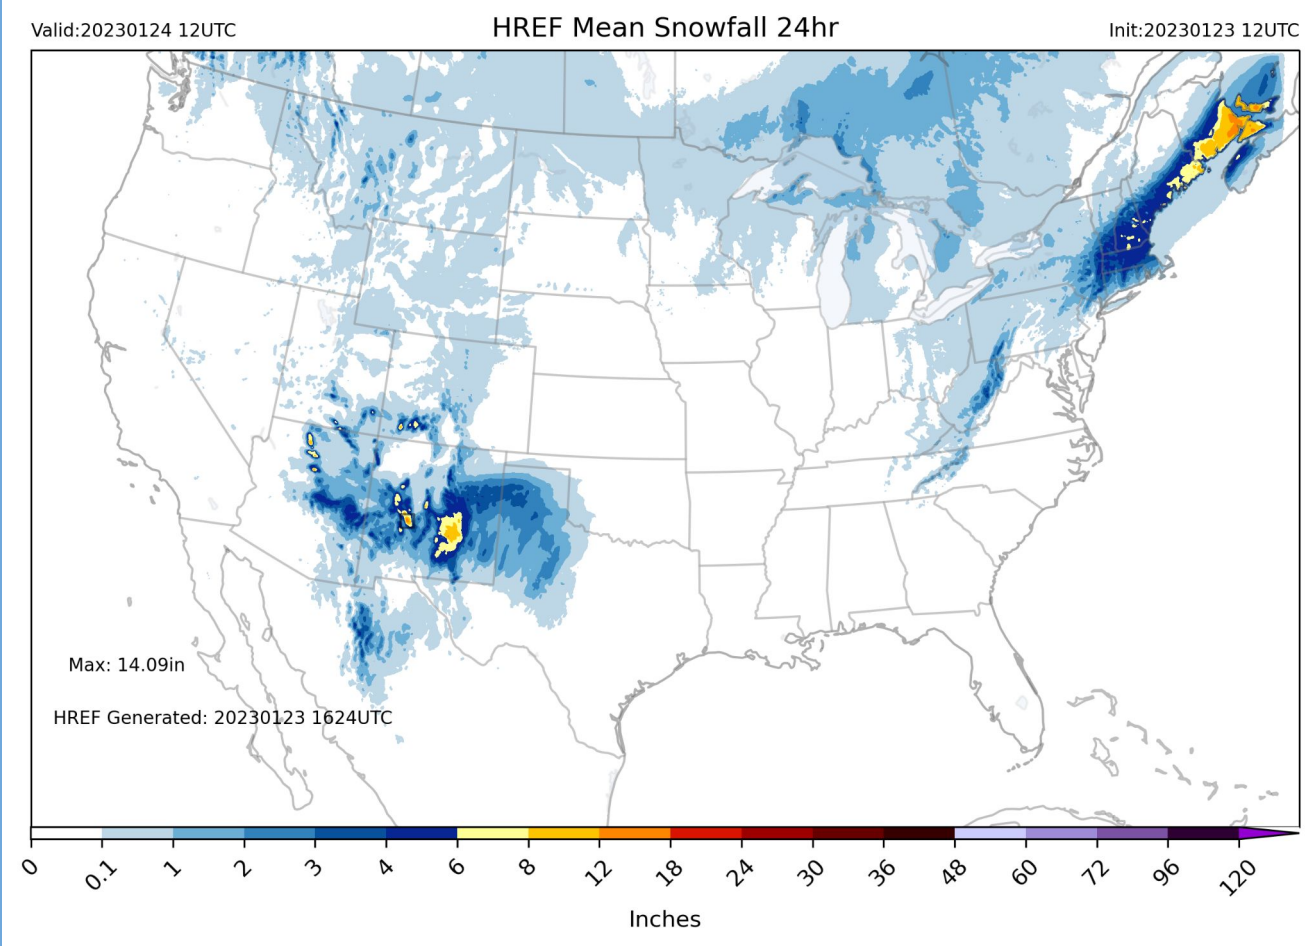 HREF Mean Snowfall 24hr
Valid:20230124 12UTC
Init:20230123 12UTC
Max: 14.09in
HREF Generated: 20230123 1624UTC
0 0.1 1 2 3 4 6 8 12 18 24 30 36 48 60 72 96 120
Inches